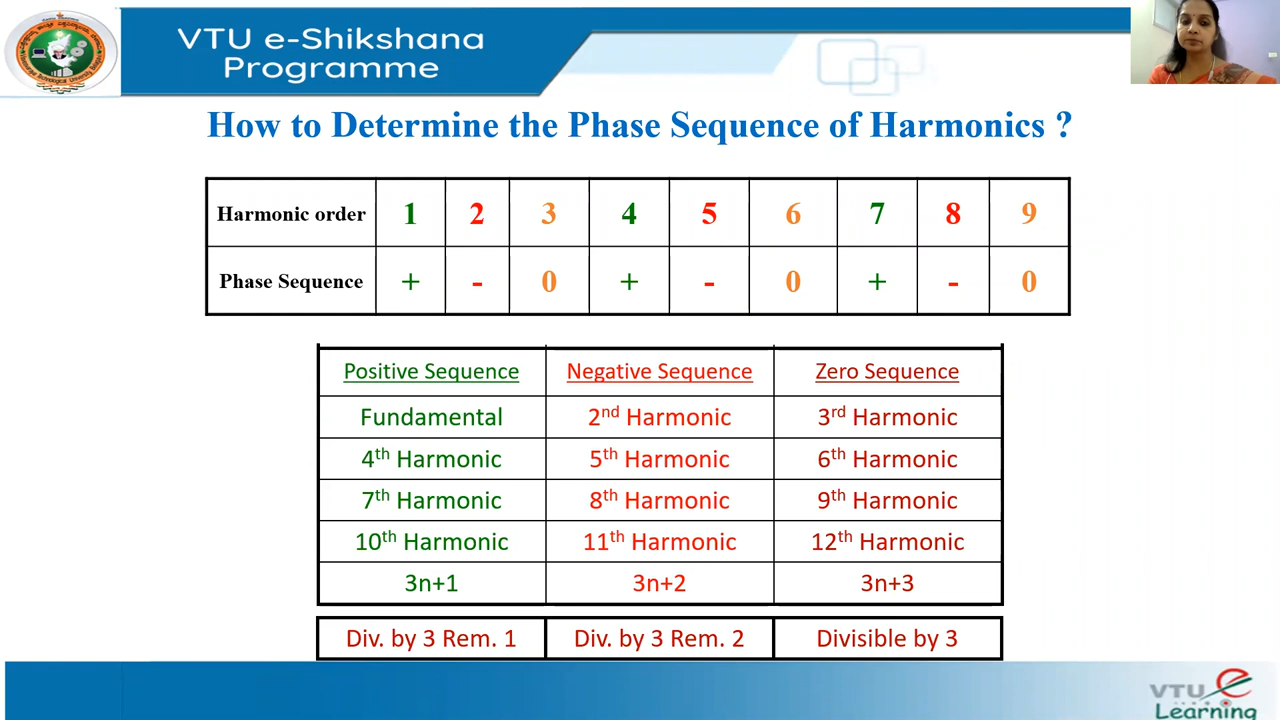 VTU e-Shikshana
Programme
How to Determine the Phase Sequence of Harmonics ?
Harmonic order 1 2 3 4 5 6 7 8 9
Phase Sequence + - 0 + - 0 + - 0
Positive Sequence Negative Sequence Zero Sequence
Fundamental 2nd Harmonic 3rd Harmonic
4th Harmonic 5th Harmonic 6th Harmonic
7th Harmonic 8th Harmonic 9th Harmonic
10th Harmonic 11th Harmonic 12th Harmonic
3n+1 3n+2 3n+3
Div. by 3 Rem. 1 Div. by 3 Rem. 2 Divisible by 3
VTU e
Learning